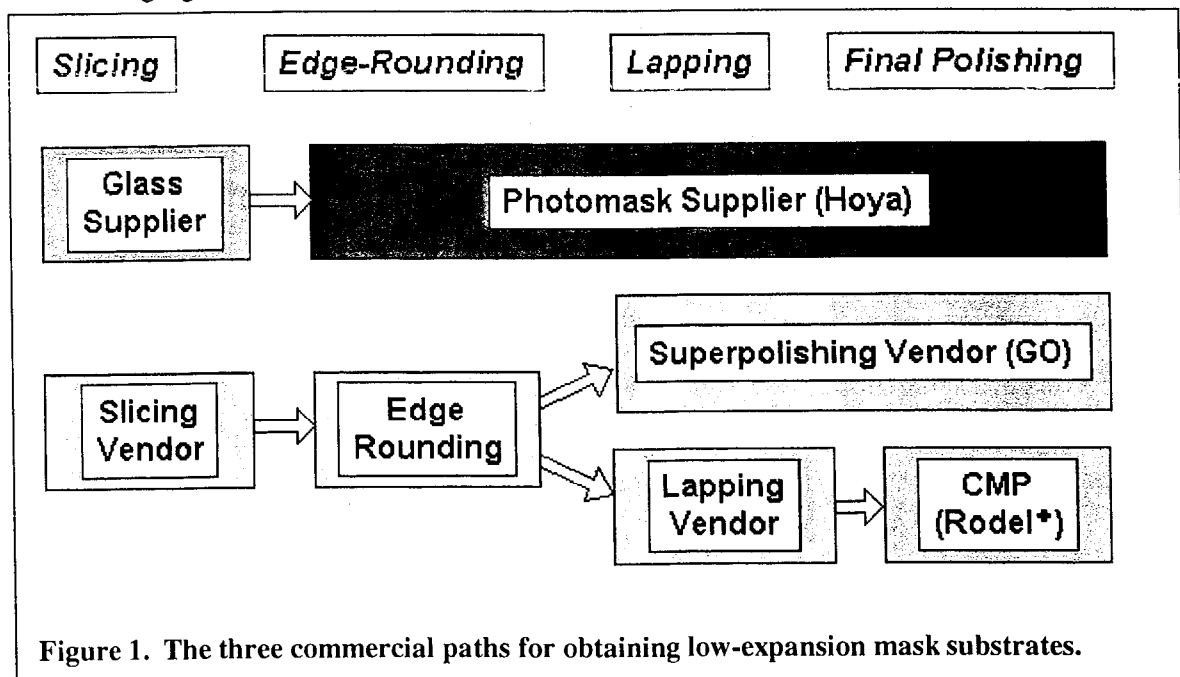 Slicing
Edge-Rounding
Lapping
Final Polishing
Glass
Supplier
Photomask Supplier (Hoya)
Superpolishing Vendor (GO)
Slicing
Vendor
Edge
Rounding
Lapping
Vendor
CMP
(Rodel+)
Figure 1. The three commercial paths for obtaining low-expansion mask substrates.